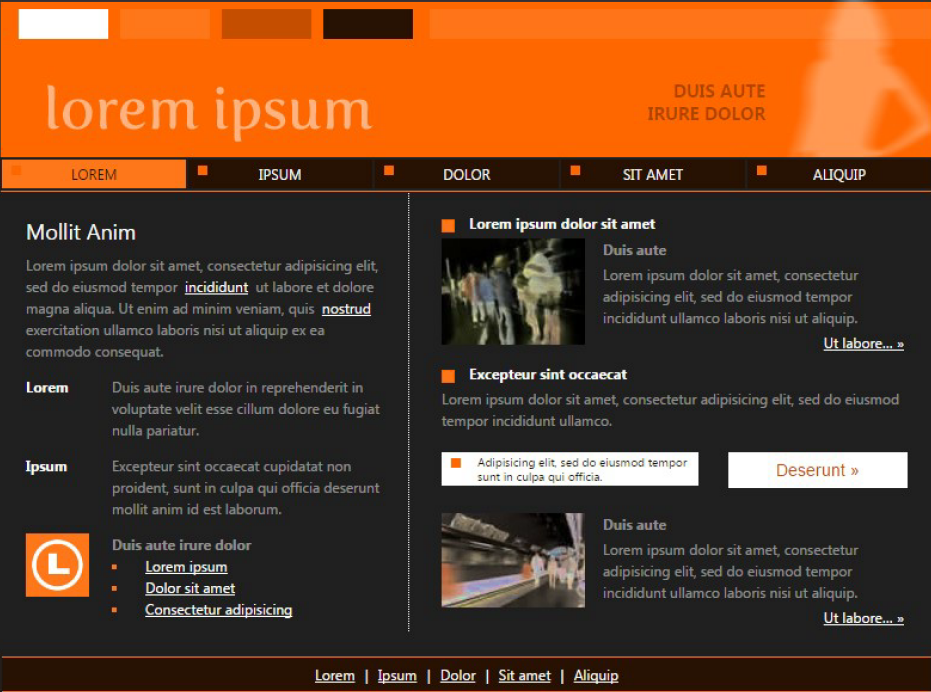 lorem ipsum
DUIS AUTE
IRURE DOLOR
LOREM
IPSUM
DOLOR
SIT AMET
ALIQUIP
Mollit Anim
Lorem ipsum dolor sit amet, consectetur adipisicing elit,
sed do eiusmod tempor incididunt ut labore et dolore
magna aliqua. Ut enim ad minim veniam, quis nostrud
exercitation ullamco laboris nisi ut aliquip ex ea
commodo consequat.
Lorem
Duis aute irure dolor in reprehenderit in
voluptate velit esse cillum dolore eu fugiat
nulla pariatur.
Ipsum
Excepteur sint occaecat cupidatat non
proident, sunt in culpa qui officia deserunt
mollit anim id est laborum.
L
Duis aute irure dolor
Lorem ipsum
Dolor sit amet
Consectetur adipisicing
Lorem ipsum dolor sit amet
Duis aute
Lorem ipsum dolor sit amet, consectetur
adipisicing elit, sed do eiusmod tempor
incididunt ullamco laboris nisi ut aliquip.
Ut labore... »
Excepteur sint occaecat
Lorem ipsum dolor sit amet, consectetur adipisicing elit, sed do eiusmod
tempor incididunt ullamco.
Adipisicing elit, sed do eiusmod tempor
sunt in culpa qui officia.
Deserunt »
Duis aute
Lorem ipsum dolor sit amet, consectetur
adipisicing elit, sed do eiusmod tempor
incididunt ullamco laboris nisi ut aliquip.
Ut labore... »
Lorem | Ipsum | Dolor | Sit amet | Aliquip